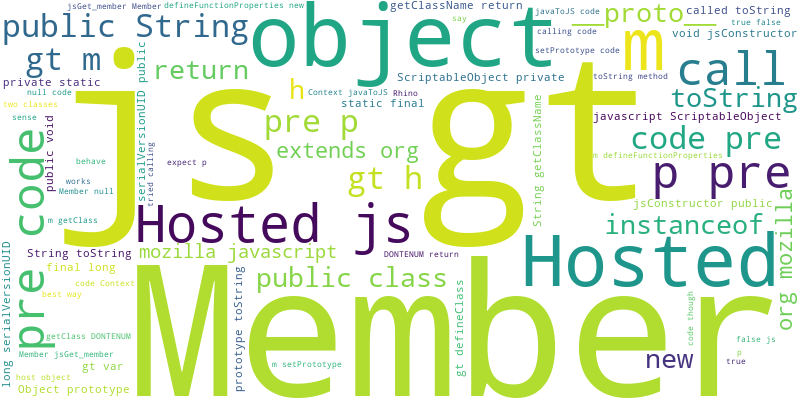 jsGet_member Member
defineFunctionProperties new
getClassName return
javaToJS code
__proto__
called toString
public String
object
say
calling code
true false
void jsConstructor
setPrototype code
m
gt m
return
ScriptableObject private
toString method
call
private static
null code
two classes
h
Context javaToJS
Rhino
static final
toString
js
gt
pre p
javascript ScriptableObject
sense
public void
serialVersionUID public
tried calling
extends org
String getClassName
code pre
behave
expect p
m defineFunctionProperties
p pre
works
gt h
Member null
jsConstructor public
pre code
m getClass
Hosted js
instanceof
org mozilla
String toString
mozilla javascript
DONTENUM return
Hosted
long serialVersionUID
final long
public class
code Context
best way
prototype toString
Member
gt defineClass
code though
getClass DONTENUM
false js
Member jsGet_member
new
p
true
gt var
m setPrototype
host object
Object prototype